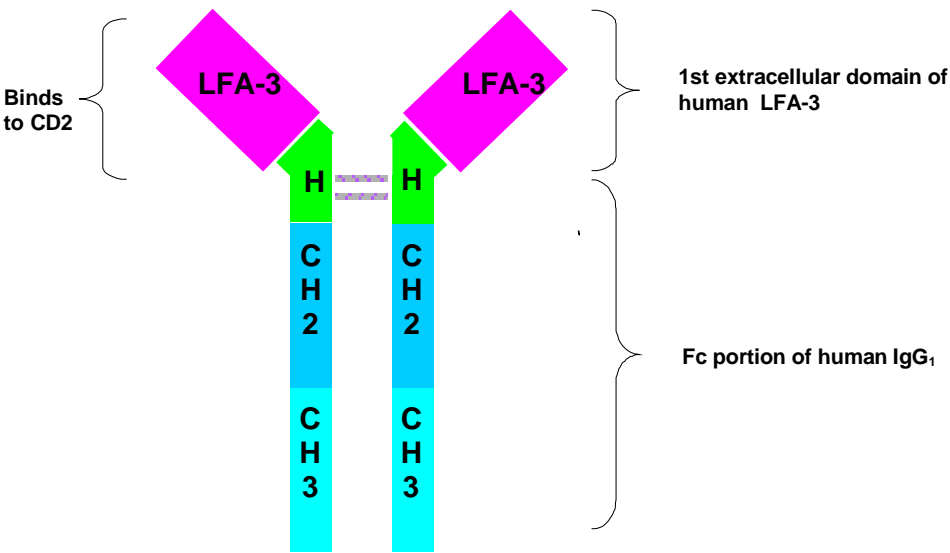 LFA-3
LFA-3
Binds
to CD2
1st extracellular domain of
human LFA-3
H
H
C
H
2
C
H
2
Fc portion of human IgG₁
C
H
3
C
H
3